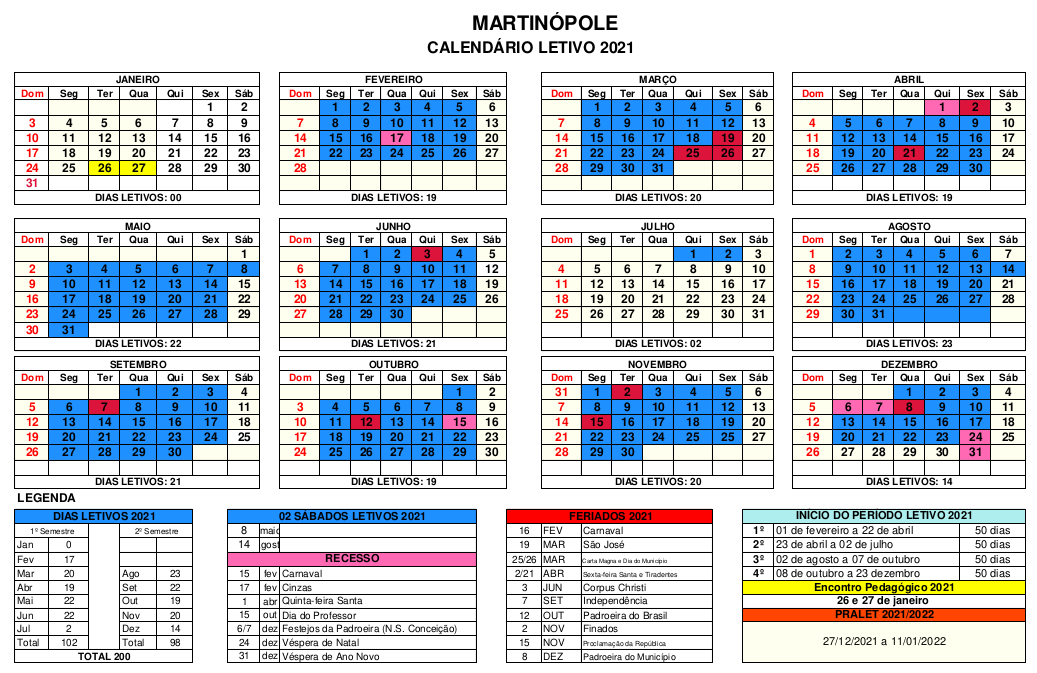 MARTINÓPOLE
CALENDÁRIO LETIVO 2021
JANEIRO
Dom Seg Ter Qua Qui Sex Sáb
1 2
3 4 5 6 7 8 9
10 11 12 13 14 15 16
17 18 19 20 21 22 23
24 25 26 27 28 29 30
31
DIAS LETIVOS: 00
FEVEREIRO
Dom Seg Ter Qua Qui Sex Sáb
1 2 3 4 5 6
7 8 9 10 11 12 13
14 15 16 17 18 19 20
21 22 23 24 25 26 27
28
DIAS LETIVOS: 19
MARÇO
Dom Seg Ter Qua Qui Sex Sáb
1 2 3 4 5 6
7 8 9 10 11 12 13
14 15 16 17 18 19 20
21 22 23 24 25 26 27
28 29 30 31
DIAS LETIVOS: 20
ABRIL
Dom Seg Ter Qua Qui Sex Sáb
1 2 3
4 5 6 7 8 9 10
11 12 13 14 15 16 17
18 19 20 21 22 23 24
25 26 27 28 29 30
DIAS LETIVOS: 19
MAIO
Dom Seg Ter Qua Qui Sex Sáb
1
2 3 4 5 6 7 8
9 10 11 12 13 14 15
16 17 18 19 20 21 22
23 24 25 26 27 28 29
30 31
DIAS LETIVOS: 22
JUNHO
Dom Seg Ter Qua Qui Sex Sáb
1 2 3 4 5
6 7 8 9 10 11 12
13 14 15 16 17 18 19
20 21 22 23 24 25 26
27 28 29 30
DIAS LETIVOS: 21
JULHO
Dom Seg Ter Qua Qui Sex Sáb
1 2 3
4 5 6 7 8 9 10
11 12 13 14 15 16 17
18 19 20 21 22 23 24
25 26 27 28 29 30 31
DIAS LETIVOS: 02
AGOSTO
Dom Seg Ter Qua Qui Sex Sáb
1 2 3 4 5 6 7
8 9 10 11 12 13 14
15 16 17 18 19 20 21
22 23 24 25 26 27 28
29 30 31
DIAS LETIVOS: 23
SETEMBRO
Dom Seg Ter Qua Qui Sex Sáb
1 2 3 4
5 6 7 8 9 10 11
12 13 14 15 16 17 18
19 20 21 22 23 24 25
26 27 28 29 30
DIAS LETIVOS: 21
OUTUBRO
Dom Seg Ter Qua Qui Sex Sáb
1 2
3 4 5 6 7 8 9
10 11 12 13 14 15 16
17 18 19 20 21 22 23
24 25 26 27 28 29 30
DIAS LETIVOS: 19
NOVEMBRO
Dom Seg Ter Qua Qui Sex Sáb
31 1 2 3 4 5 6
7 8 9 10 11 12 13
14 15 16 17 18 19 20
21 22 23 24 25 26 27
28 29 30
DIAS LETIVOS: 20
DEZEMBRO
Dom Seg Ter Qua Qui Sex Sáb
1 2 3 4
5 6 7 8 9 10 11
12 13 14 15 16 17 18
19 20 21 22 23 24 25
26 27 28 29 30 31
DIAS LETIVOS: 14
LEGENDA
DIAS LETIVOS 2021
1º Semestre 2º Semestre
Jan 0
Fev 17
Mar 20 Ago 23
Abr 19 Set 22
Mai 22 Out 19
Jun 22 Nov 20
Jul 2 Dez 14
Total 102 Total 98
TOTAL 200
02 SÁBADOS LETIVOS 2021
8 maio
14 gost
RECESSO
15 fev Carnaval
17 fev Cinzas
1 abr Quinta-feira Santa
15 out Dia do Professor
6/7 dez Festejos da Padroeira (N.S. Conceição)
24 dez Véspera de Natal
31 dez Véspera de Ano Novo
FERIADOS 2021
16 FEV Carnaval
19 MAR São José
25/26 MAR Carta Magna e Dia do Município
2/21 ABR Sexta-feira Santa e Tiradentes
3 JUN Corpus Christi
7 SET Independência
12 OUT Padroeira do Brasil
2 NOV Finados
15 NOV Proclamação da República
8 DEZ Padroeira do Município
INÍCIO DO PERIODO LETIVO 2021
1º 01 de fevereiro a 22 de abril 50 dias
2º 23 de abril a 02 de julho 50 dias
3º 02 de agosto a 07 de outubro 50 dias
4º 08 de outubro a 23 dezembro 50 dias
Encontro Pedagógico 2021
26 e 27 de janeiro
PRALET 2021/2022
27/12/2021 a 11/01/2022